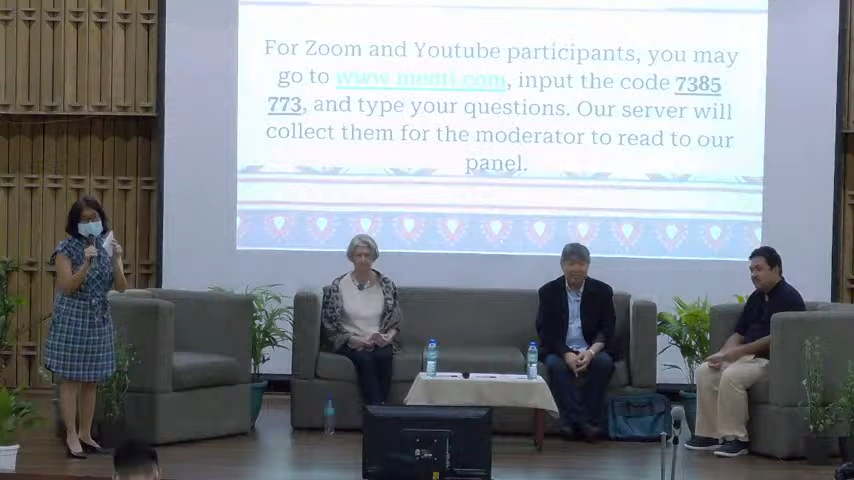 For Zoom and Youtube participants, you may
go to www.menti.com, input the code 7385
773, and type your questions. Our server will
collect them for the moderator to read to our
panel.